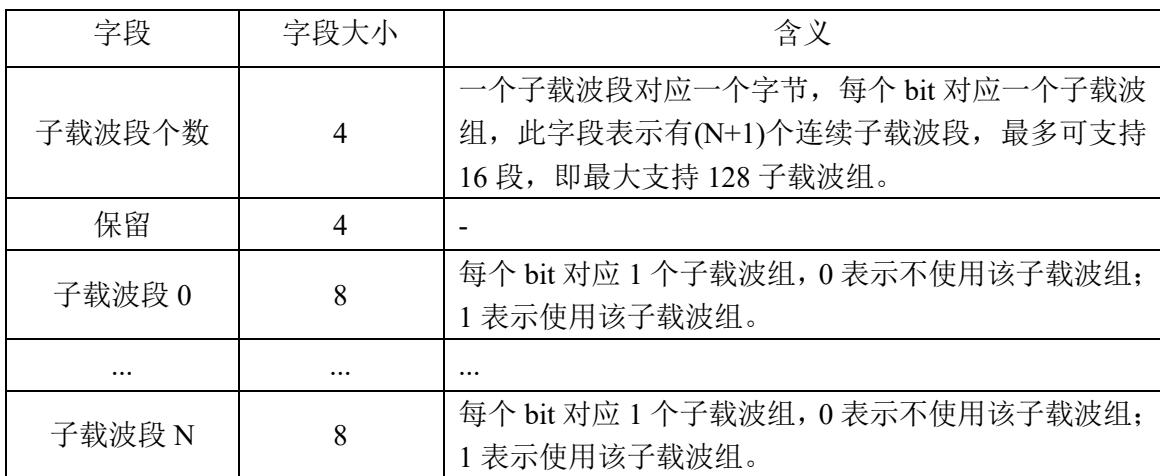 字段 字段大小 含义
一个子载波段对应一个字节，每个 bit 对应一个子载波
子载波段个数 4 组，此字段表示有(N+1)个连续子载波段，最多可支持
16 段，即最大支持 128 子载波组。
保留 4 -
子载波段 0 8 每个 bit 对应 1 个子载波组，0 表示不使用该子载波组；
1 表示使用该子载波组。
... ... ...
子载波段 N 8 每个 bit 对应 1 个子载波组，0 表示不使用该子载波组；
1 表示使用该子载波组。